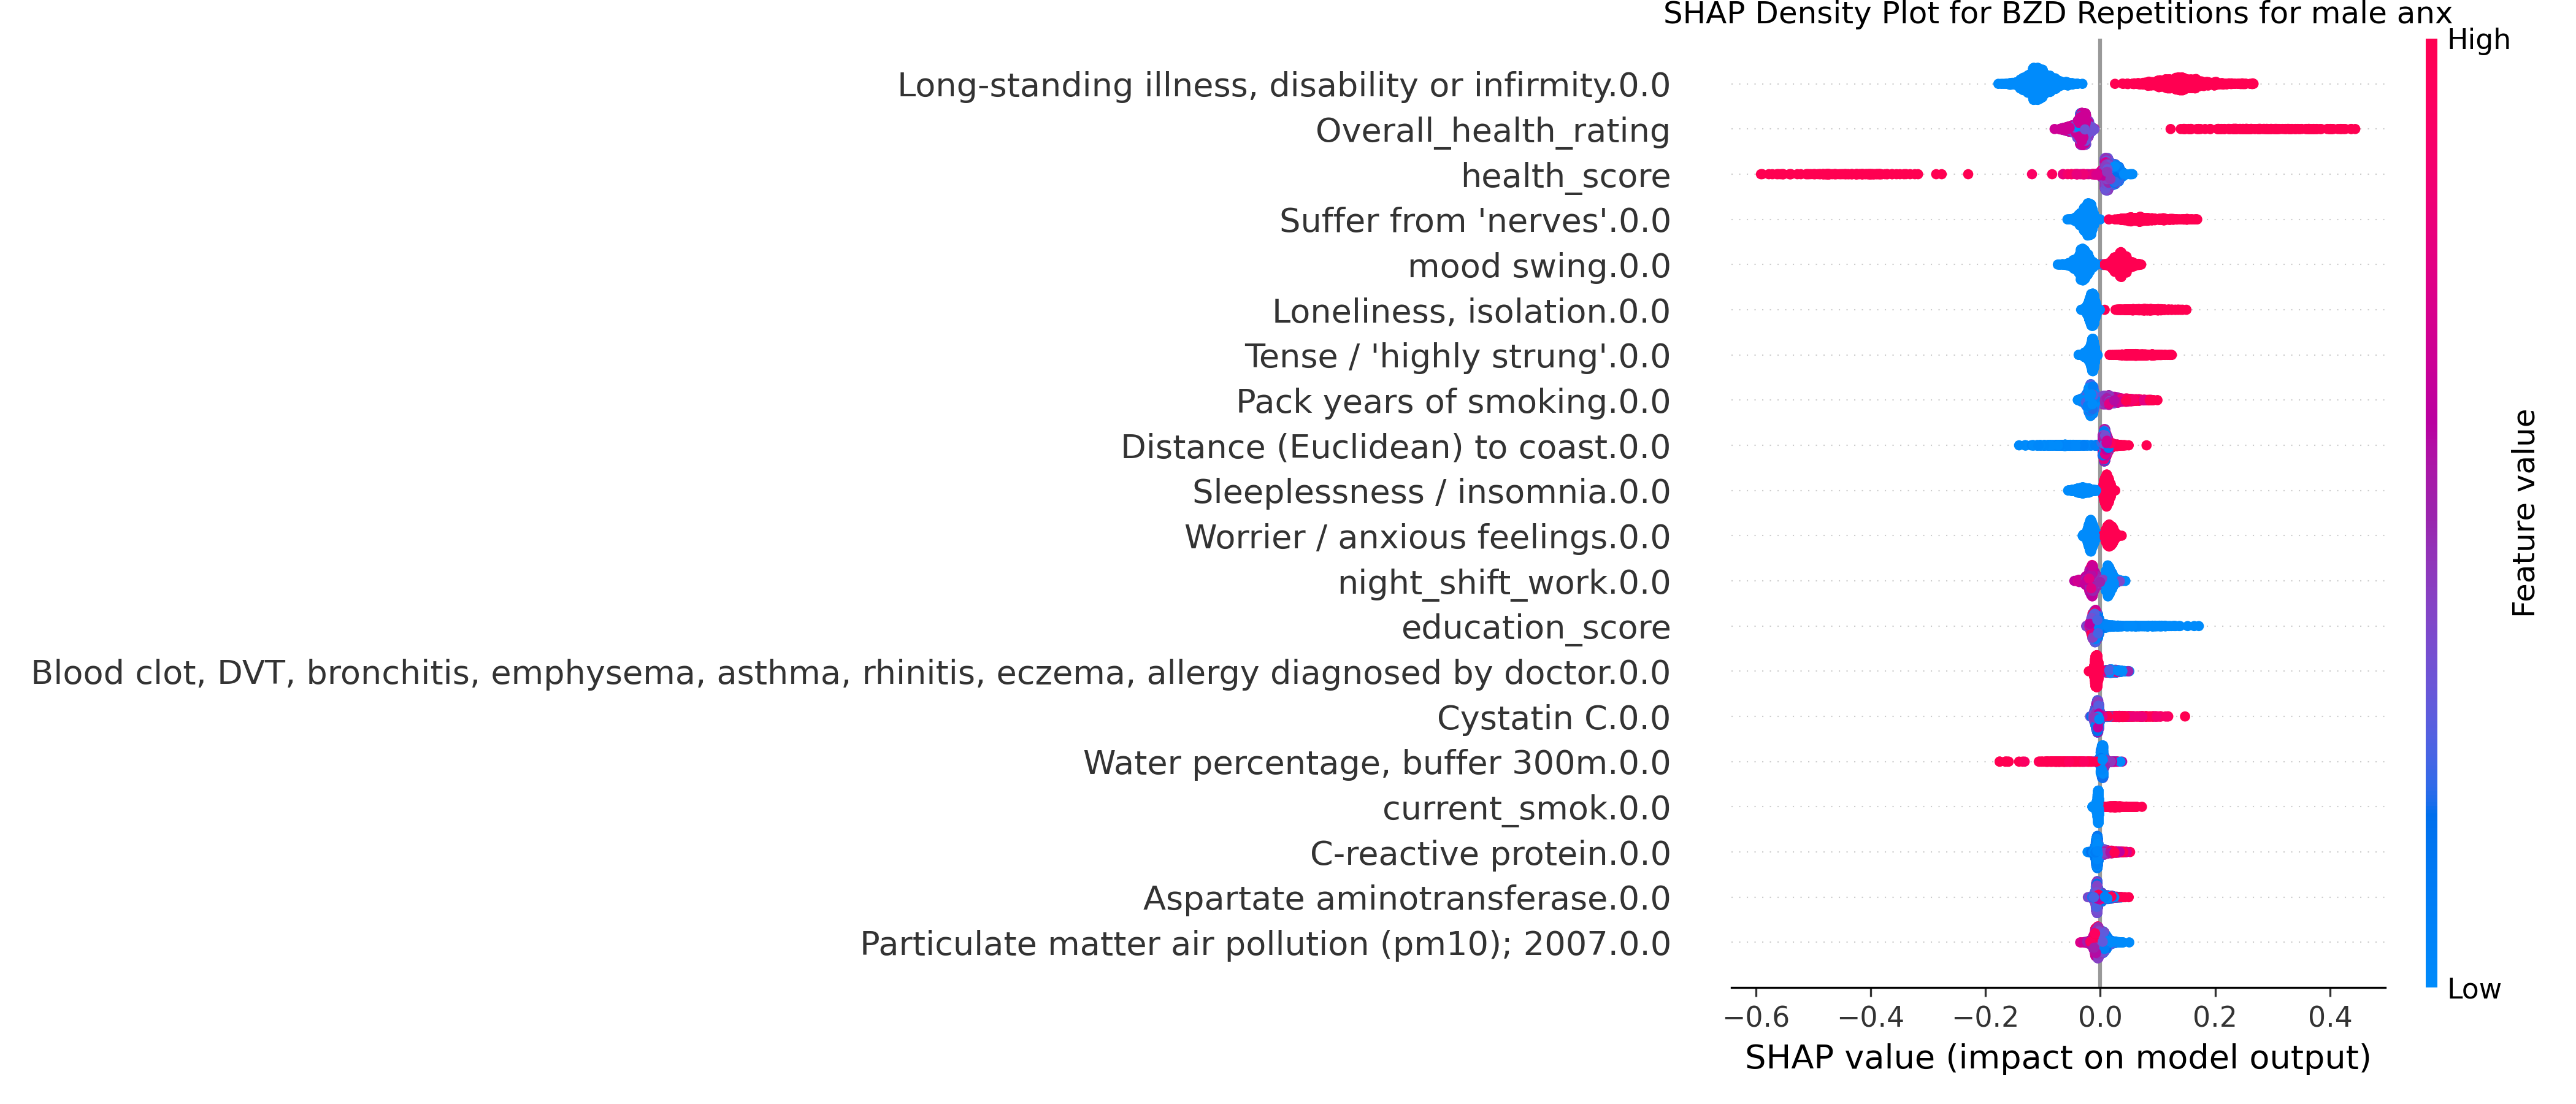 SHAP Density Plot for BZD Repetitions for male anx
High
Long-standing illness, disability or infirmity.0.0
Overall_health_rating
health_score
Suffer from 'nerves'.0.0
mood swing.0.0
Loneliness, isolation.0.0
Tense / 'highly strung'.0.0
Pack years of smoking.0.0
Distance (Euclidean) to coast.0.0
Sleeplessness / insomnia.0.0
Worrier / anxious feelings.0.0
night_shift_work.0.0
education_score
Blood clot, DVT, bronchitis, emphysema, asthma, rhinitis, eczema, allergy diagnosed by doctor.0.0
Cystatin C.0.0
Water percentage, buffer 300m.0.0
current_smok.0.0
C-reactive protein.0.0
Aspartate aminotransferase.0.0
Particulate matter air pollution (pm10); 2007.0.0
Feature value
Low
−0.6 −0.4 −0.2 0.0 0.2 0.4
SHAP value (impact on model output)